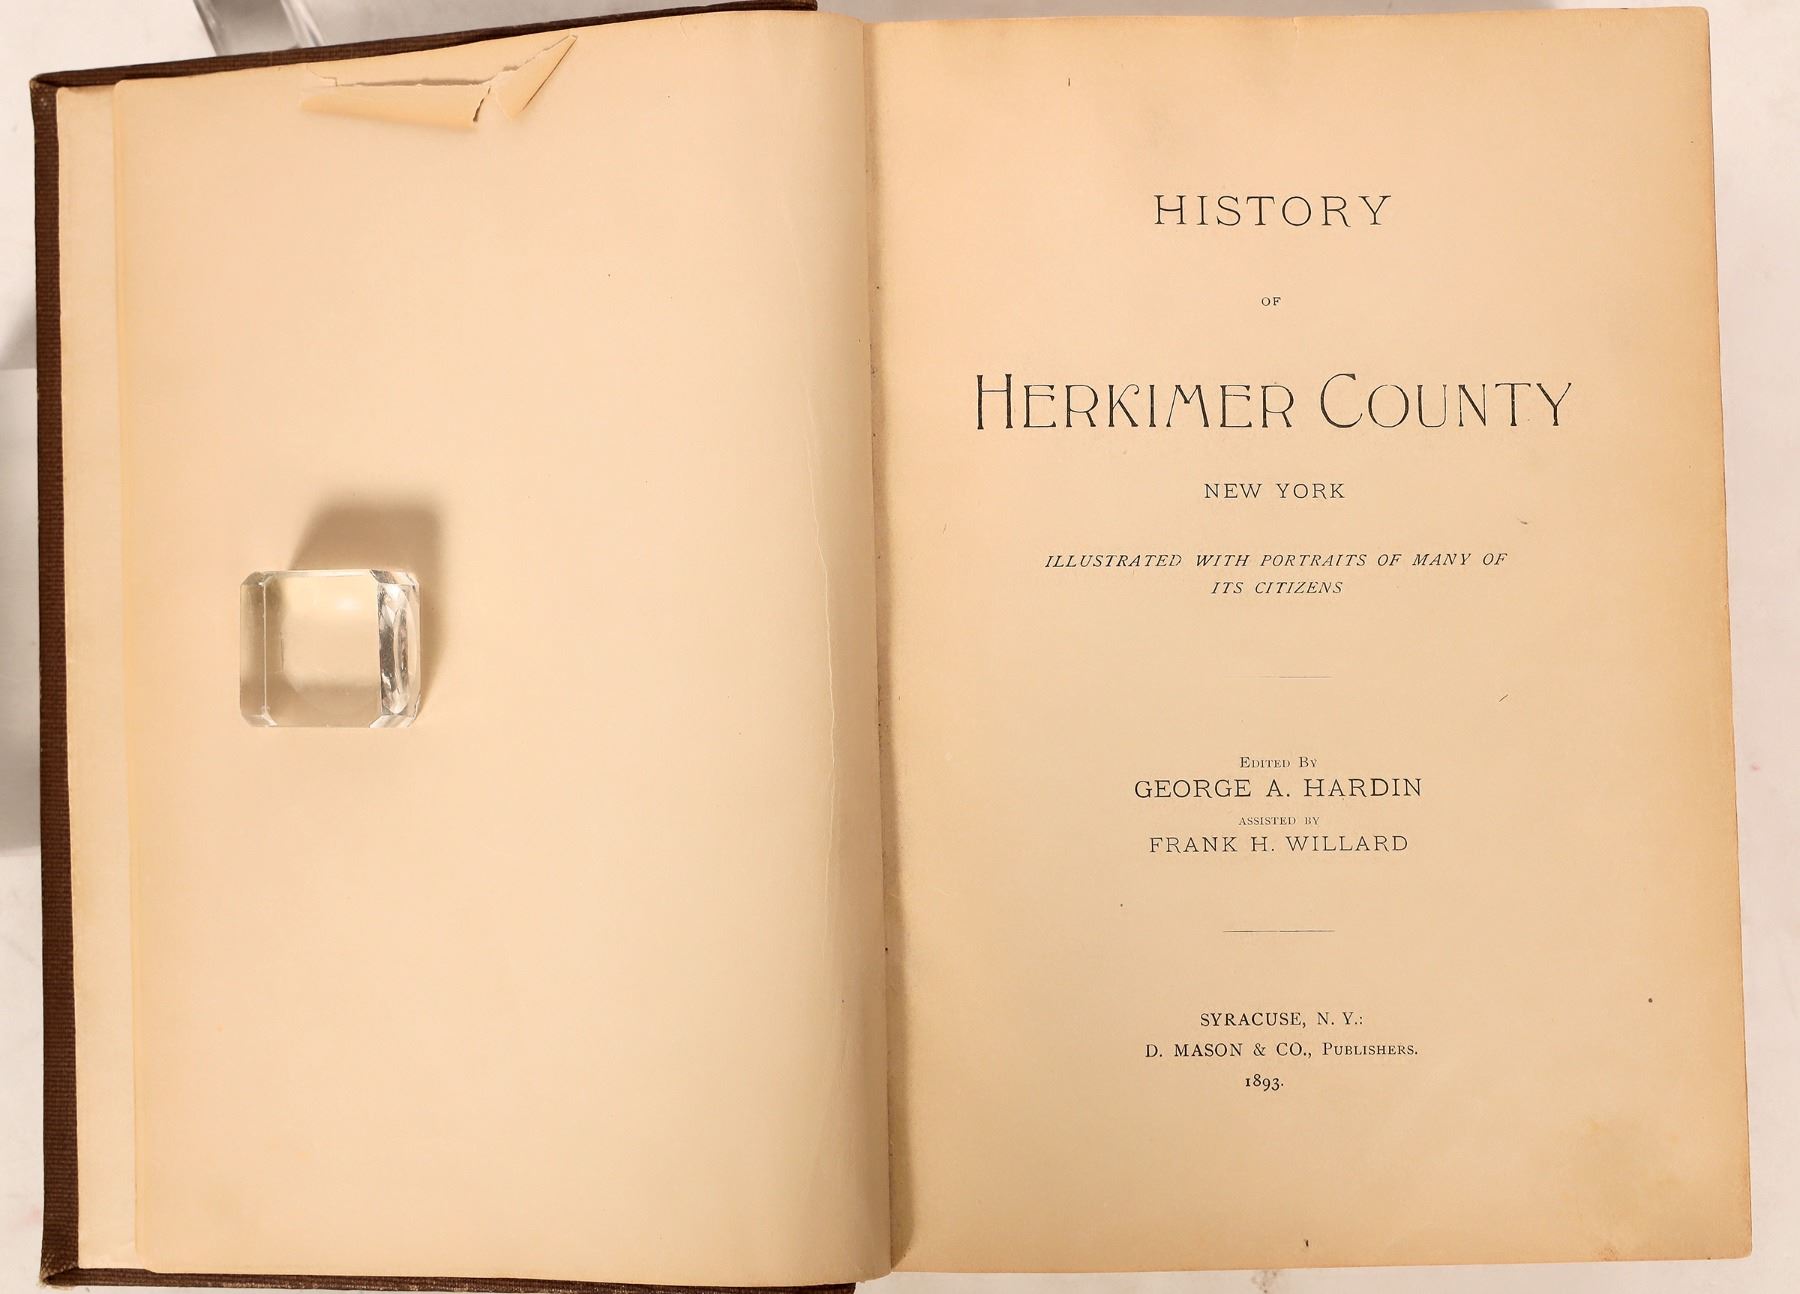 HISTORY
OF
HERKIMER COUNTY
NEW YORK
ILLUSTRATED WITH PORTRAITS OF MANY OF
ITS CITIZENS
EDITED BY
GEORGE A. HARDIN
ASSISTED BY
FRANK H. WILLARD
SYRACUSE, N. Y.:
D. MASON & CO., PUBLISHERS.
1893.